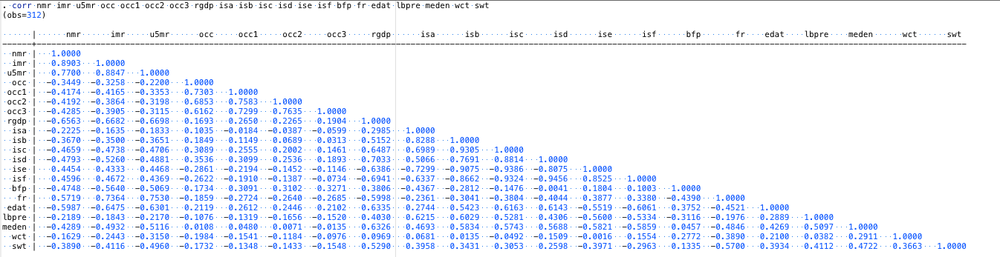 . corr nmr imr u5mr occ occ1 occ2 occ3 rgdp isa isb isc isd ise isf bfp fr edat lbpre meden wct swt
(obs=312)
| nmr imr u5mr occ occ1 occ2 occ3 rgdp isa isb isc isd ise isf bfp fr edat lbpre meden wct swt
nmr | 1.0000
imr | 0.8903 1.0000
u5mr | 0.7700 0.8847 1.0000
occ | -0.3449 -0.3258 -0.2200 1.0000
occ1 | -0.4174 -0.4165 -0.3353 0.7303 1.0000
occ2 | -0.4192 -0.3864 -0.3198 0.6853 0.7583 1.0000
occ3 | -0.4285 -0.3905 -0.3115 0.6162 0.7299 0.7635 1.0000
rgdp | -0.6563 -0.6682 -0.6698 0.1693 0.2650 0.2265 0.1904 1.0000
isa | -0.2225 -0.1635 -0.1833 0.1035 -0.0184 -0.0387 -0.0599 0.2985 1.0000
isb | -0.3670 -0.3500 -0.3651 0.1849 0.1149 0.0689 0.0313 0.5152 0.8288 1.0000
isc | -0.4659 -0.4738 -0.4706 0.3089 0.2555 0.2002 0.1461 0.6487 0.6989 0.9305 1.0000
isd | -0.4793 -0.5260 -0.4881 0.3536 0.3099 0.2536 0.1893 0.7033 0.5066 0.7691 0.8814 1.0000
ise | 0.4454 0.4333 0.4468 -0.2861 -0.2194 -0.1452 -0.1146 -0.6386 -0.7299 -0.9075 -0.9386 -0.8075 1.0000
isf | 0.4596 0.4672 0.4369 -0.2622 -0.1910 -0.1387 -0.0734 -0.6941 -0.6337 -0.8662 -0.9324 -0.9456 0.8525 1.0000
bfp | -0.4748 -0.5640 -0.5069 0.1734 0.3091 0.3102 0.3271 0.3806 -0.4367 -0.2812 -0.1476 -0.0041 0.1804 0.1003 1.0000
fr | 0.5719 0.7364 0.7530 -0.1859 -0.2724 -0.2640 -0.2685 -0.5998 -0.2361 -0.3041 -0.3804 -0.4044 0.3877 0.3380 -0.4390 1.0000
edat | -0.5987 -0.6475 -0.6301 0.2119 0.2612 0.2446 0.2102 0.6335 0.2744 0.5423 0.6163 0.6143 -0.5519 -0.6061 0.3752 -0.4521 1.0000
lbpre | -0.2189 -0.1843 -0.2170 -0.1076 -0.1319 -0.1656 -0.1520 0.4030 0.6215 0.6029 0.5281 0.4306 -0.5600 -0.5334 -0.3116 -0.1976 0.2889 1.0000
meden | -0.4289 -0.4932 -0.5116 0.0108 0.0480 -0.0071 -0.0135 0.6326 0.4693 0.5834 0.5743 0.5688 -0.5821 -0.5859 0.0457 -0.4846 0.4269 0.5097 1.0000
wct | -0.1629 -0.2443 -0.3150 -0.1984 -0.1541 -0.1184 -0.0976 0.0969 0.0681 0.0135 -0.0492 -0.1509 -0.0016 0.1554 0.2772 -0.3890 0.2100 0.0382 0.2911 1.0000
swt | -0.3890 -0.4116 -0.4960 -0.1732 -0.1348 -0.1433 -0.1548 0.5290 0.3958 0.3431 0.3053 0.2598 -0.3971 -0.2963 0.1335 -0.5700 0.3934 0.4112 0.4722 0.3663 1.0000